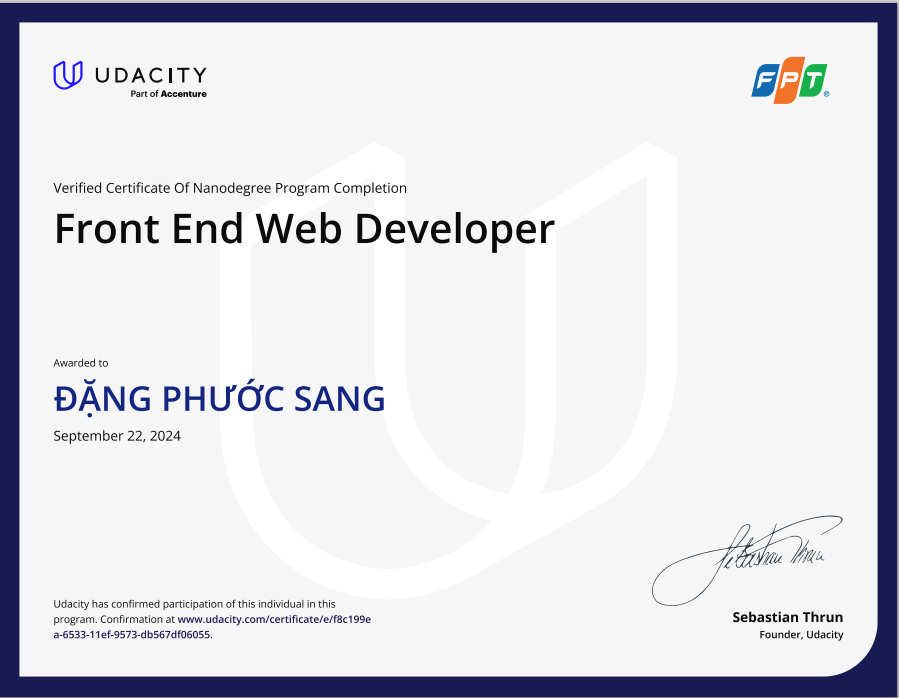 UDACITY
Part of Accenture
FPT®
Verified Certificate Of Nanodegree Program Completion
Front End Web Developer
Awarded to
ĐẶNG PHƯỚC SANG
September 22, 2024
Udacity has confirmed participation of this individual in this
program. Confirmation at www.udacity.com/certificate/e/f8c199e
a-6533-11ef-9573-db567df06055.
Sebastian Thrun
Sebastian Thrun
Founder, Udacity